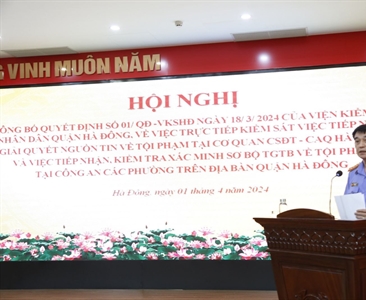 NG VINH MUÔN NĂM
HỘI NGHỊ
ÔNG BỐ QUYẾT ĐỊNH SỐ 01/ QĐ -VKSHĐ NGÀY 18/ 3/ 2024 CỦA VIỆN KIỂM
NHÂN DÂN QUẬN HÀ ĐÔNG, VỀ VIỆC TRỰC TIẾP KIỂM SÁT VIỆC TIẾP N
GIẢI QUYẾT NGUỒN TIN VỀ TỘI PHẠM TẠI CƠ QUAN CSĐT - CAQ HÀ
VÀ VIỆC TIẾP NHẬN, KIỂM TRA XÁC MINH SƠ BỘ TGTB VỀ TỘI PH
TẠI CÔNG AN CÁC PHƯỜNG TRÊN ĐỊA BÀN QUẬN HÀ ĐÔNG
Hà Đông, ngày 01 tháng 4 năm 2024